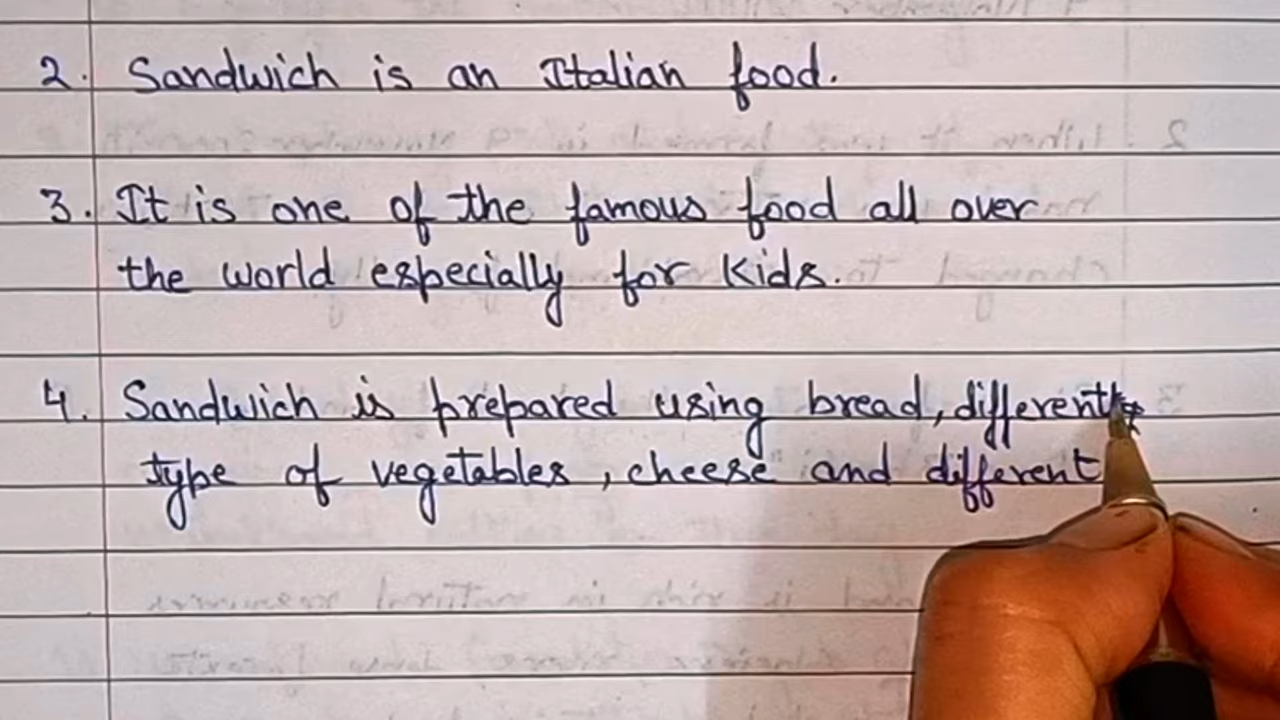 2. Sandwich is an Italian food.
3. It is one of the famous food all over
the world especially for kids.
4. Sandwich is prepared using bread, different
type of vegetables, cheese and different